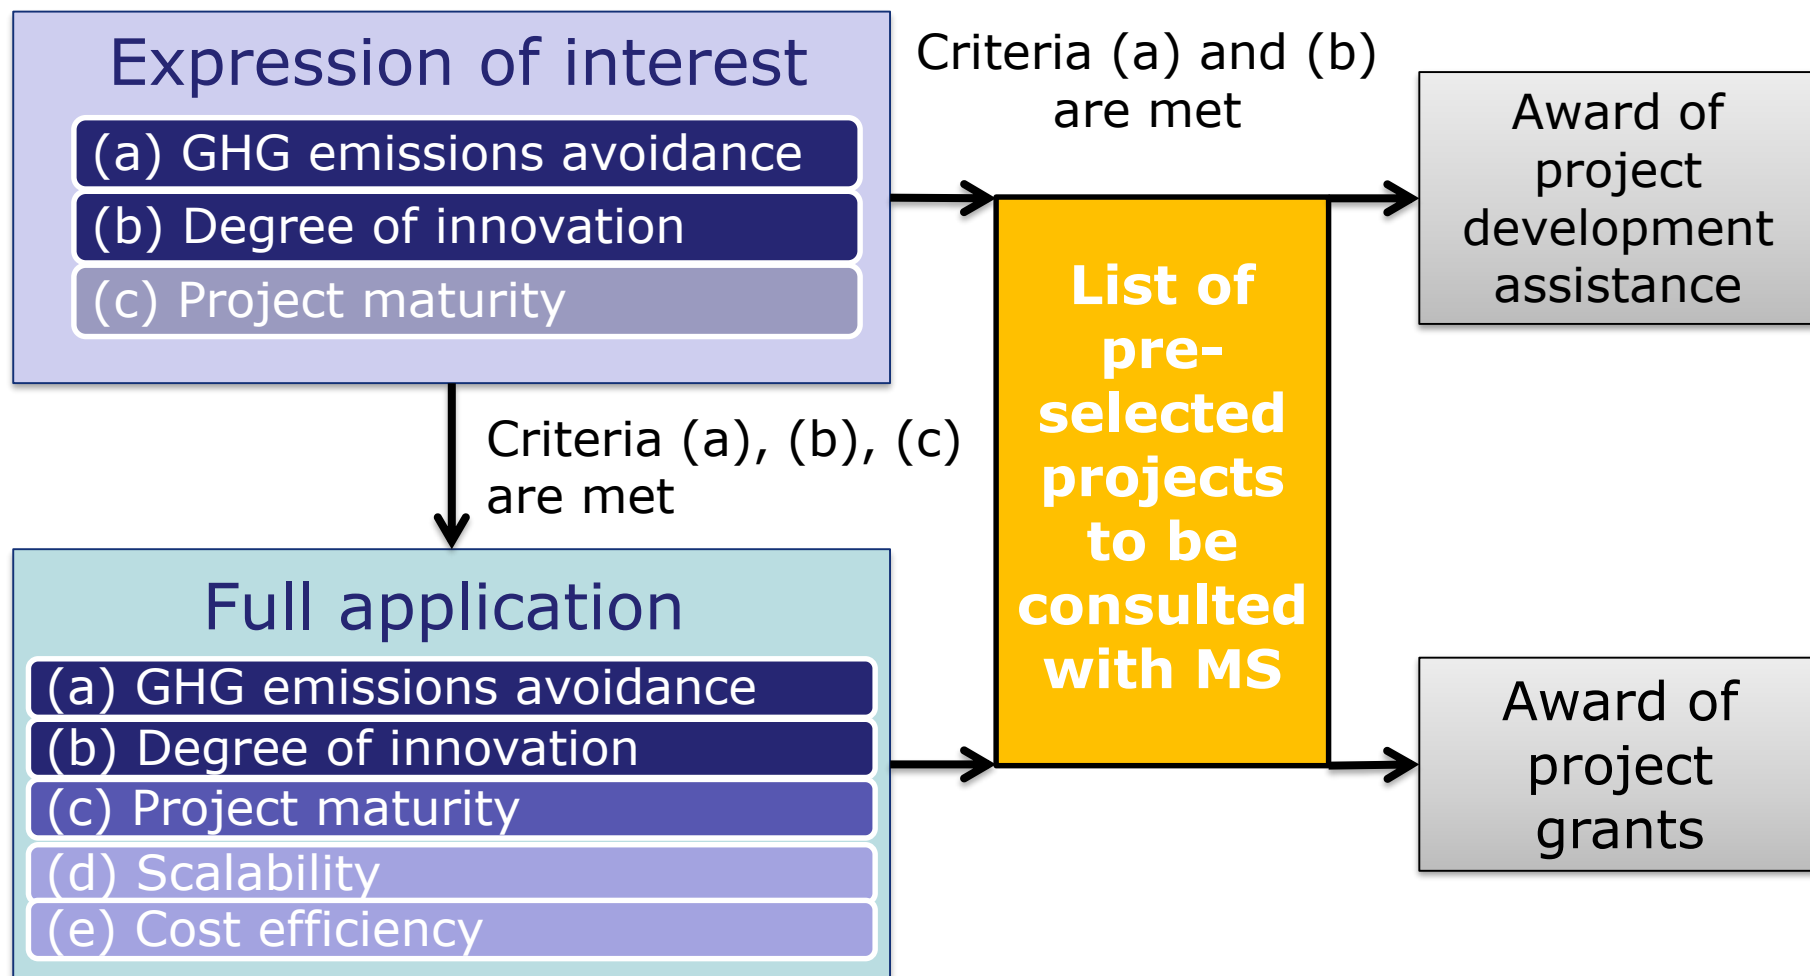 Expression of interest
(a) GHG emissions avoidance
(b) Degree of innovation
(c) Project maturity
Criteria (a) and (b)
are met
Award of
project
development
assistance
List of
pre-
selected
projects
to be
consulted
with MS
Criteria (a), (b), (c)
are met
Full application
(a) GHG emissions avoidance
(b) Degree of innovation
(c) Project maturity
(d) Scalability
(e) Cost efficiency
Award of
project
grants